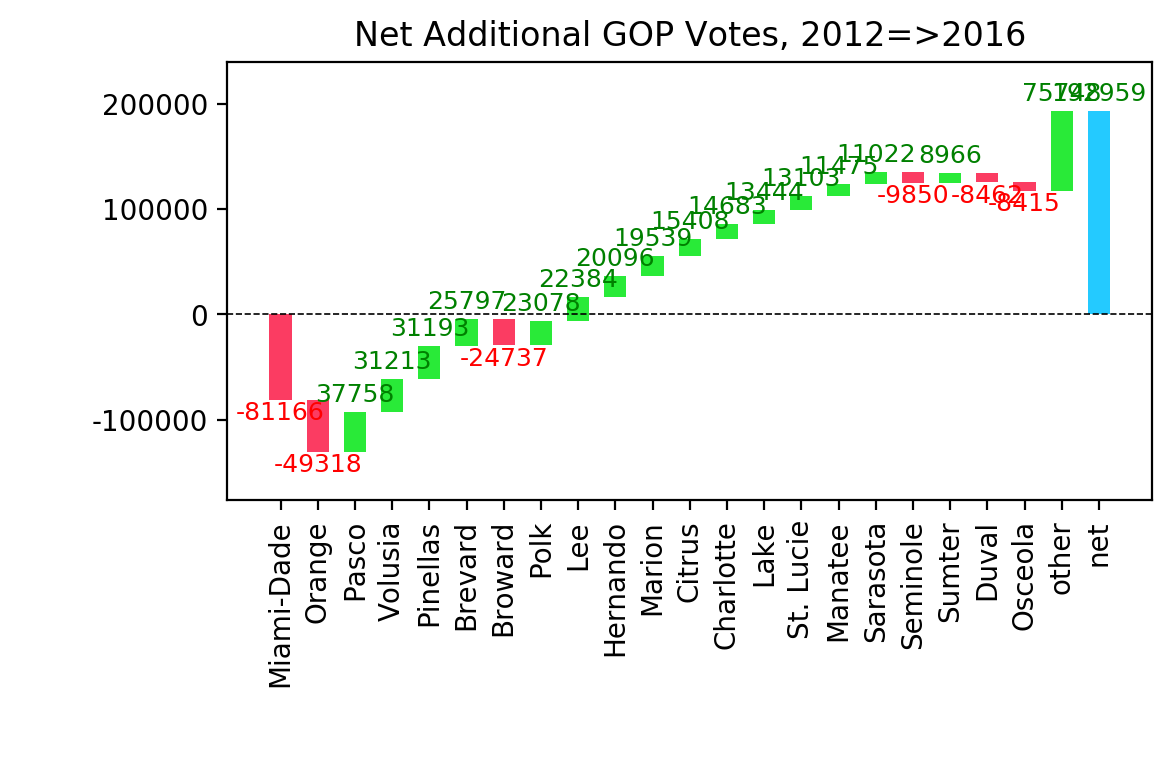 Net Additional GOP Votes, 2012=>2016
200000
100000
0
-100000
-81166
-49318
37758
31213
31193
25797
-24737
23078
22384
20096
19539
15408
14683
13444
13103
11475
11022
-9850
8966
-8462
-8415
75748
192959
Miami-Dade
Orange
Pasco
Volusia
Pinellas
Brevard
Broward
Polk
Lee
Hernando
Marion
Citrus
Charlotte
Lake
St. Lucie
Manatee
Sarasota
Seminole
Sumter
Duval
Osceola
other
net